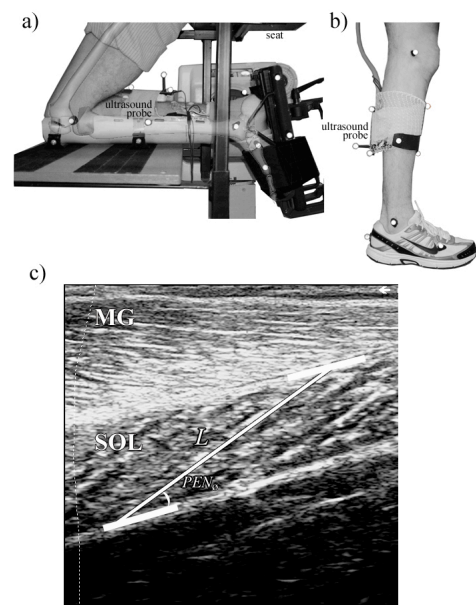 a)
seat
ultrasound
probe
b)
ultrasound
probe
c)
MG
SOL
L
PEN